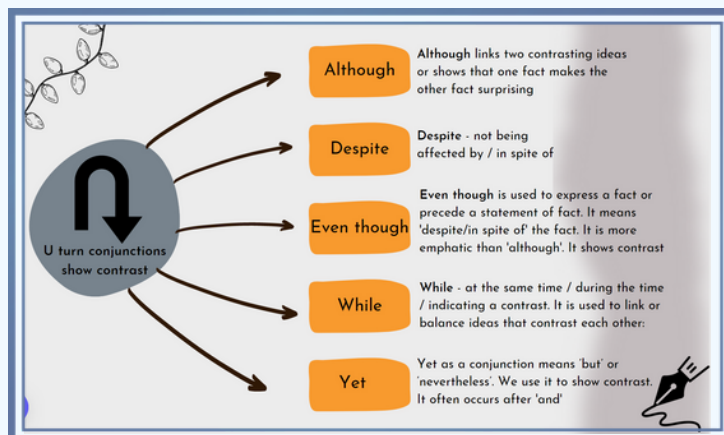 U turn conjunctions
show contrast
Although
Although links two contrasting ideas
or shows that one fact makes the
other fact surprising
Despite
Despite - not being
affected by / in spite of
Even though
Even though is used to express a fact or
precede a statement of fact. It means
'despite/in spite of' the fact. It is more
emphatic than 'although'. It shows contrast
While
While - at the same time / during the time
/ indicating a contrast. It is used to link or
balance ideas that contrast each other:
Yet
Yet as a conjunction means 'but' or
'nevertheless'. We use it to show contrast.
It often occurs after 'and'